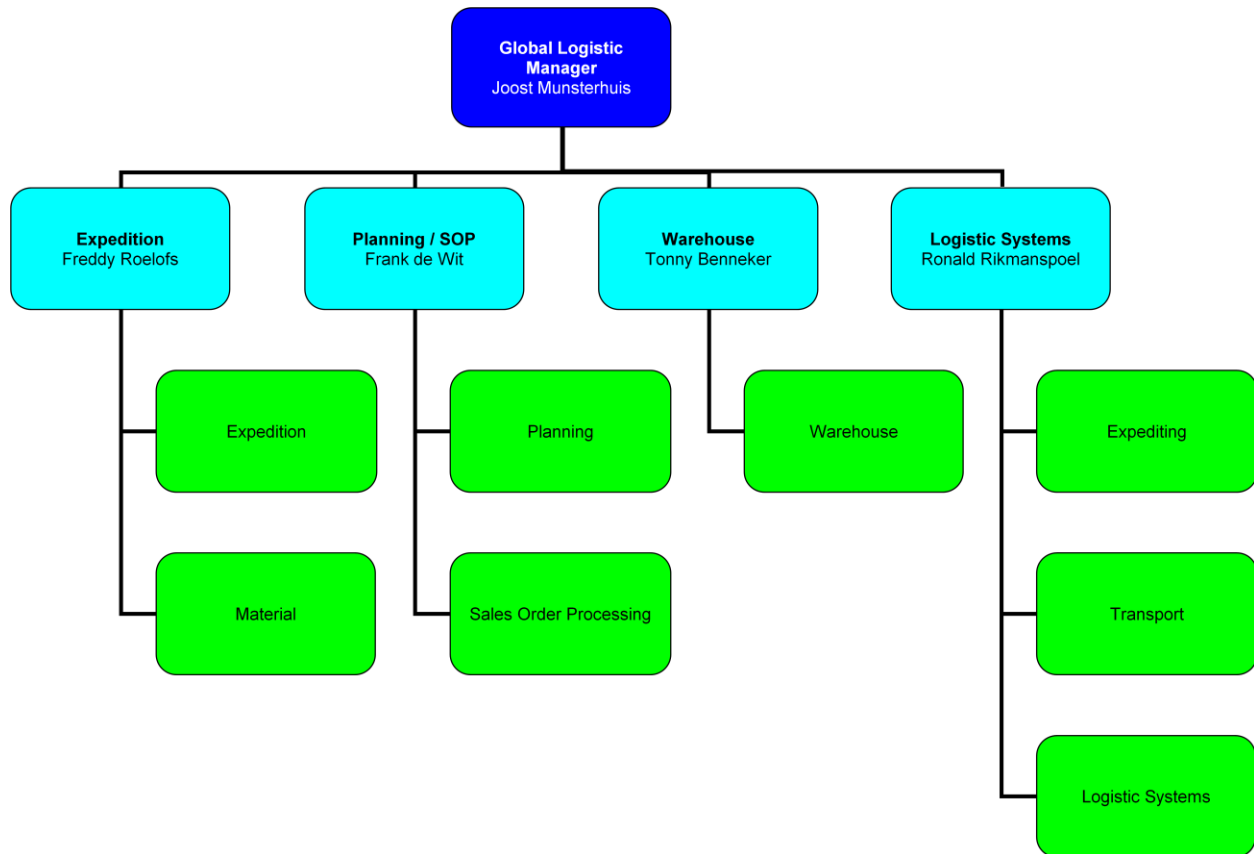 Global Logistic
Manager
Joost Munsterhuis
Expedition
Freddy Roelofs
Planning / SOP
Frank de Wit
Warehouse
Tonny Benneker
Logistic Systems
Ronald Rikmanspoel
Expedition
Planning
Warehouse
Expediting
Material
Sales Order Processing
Transport
Logistic Systems